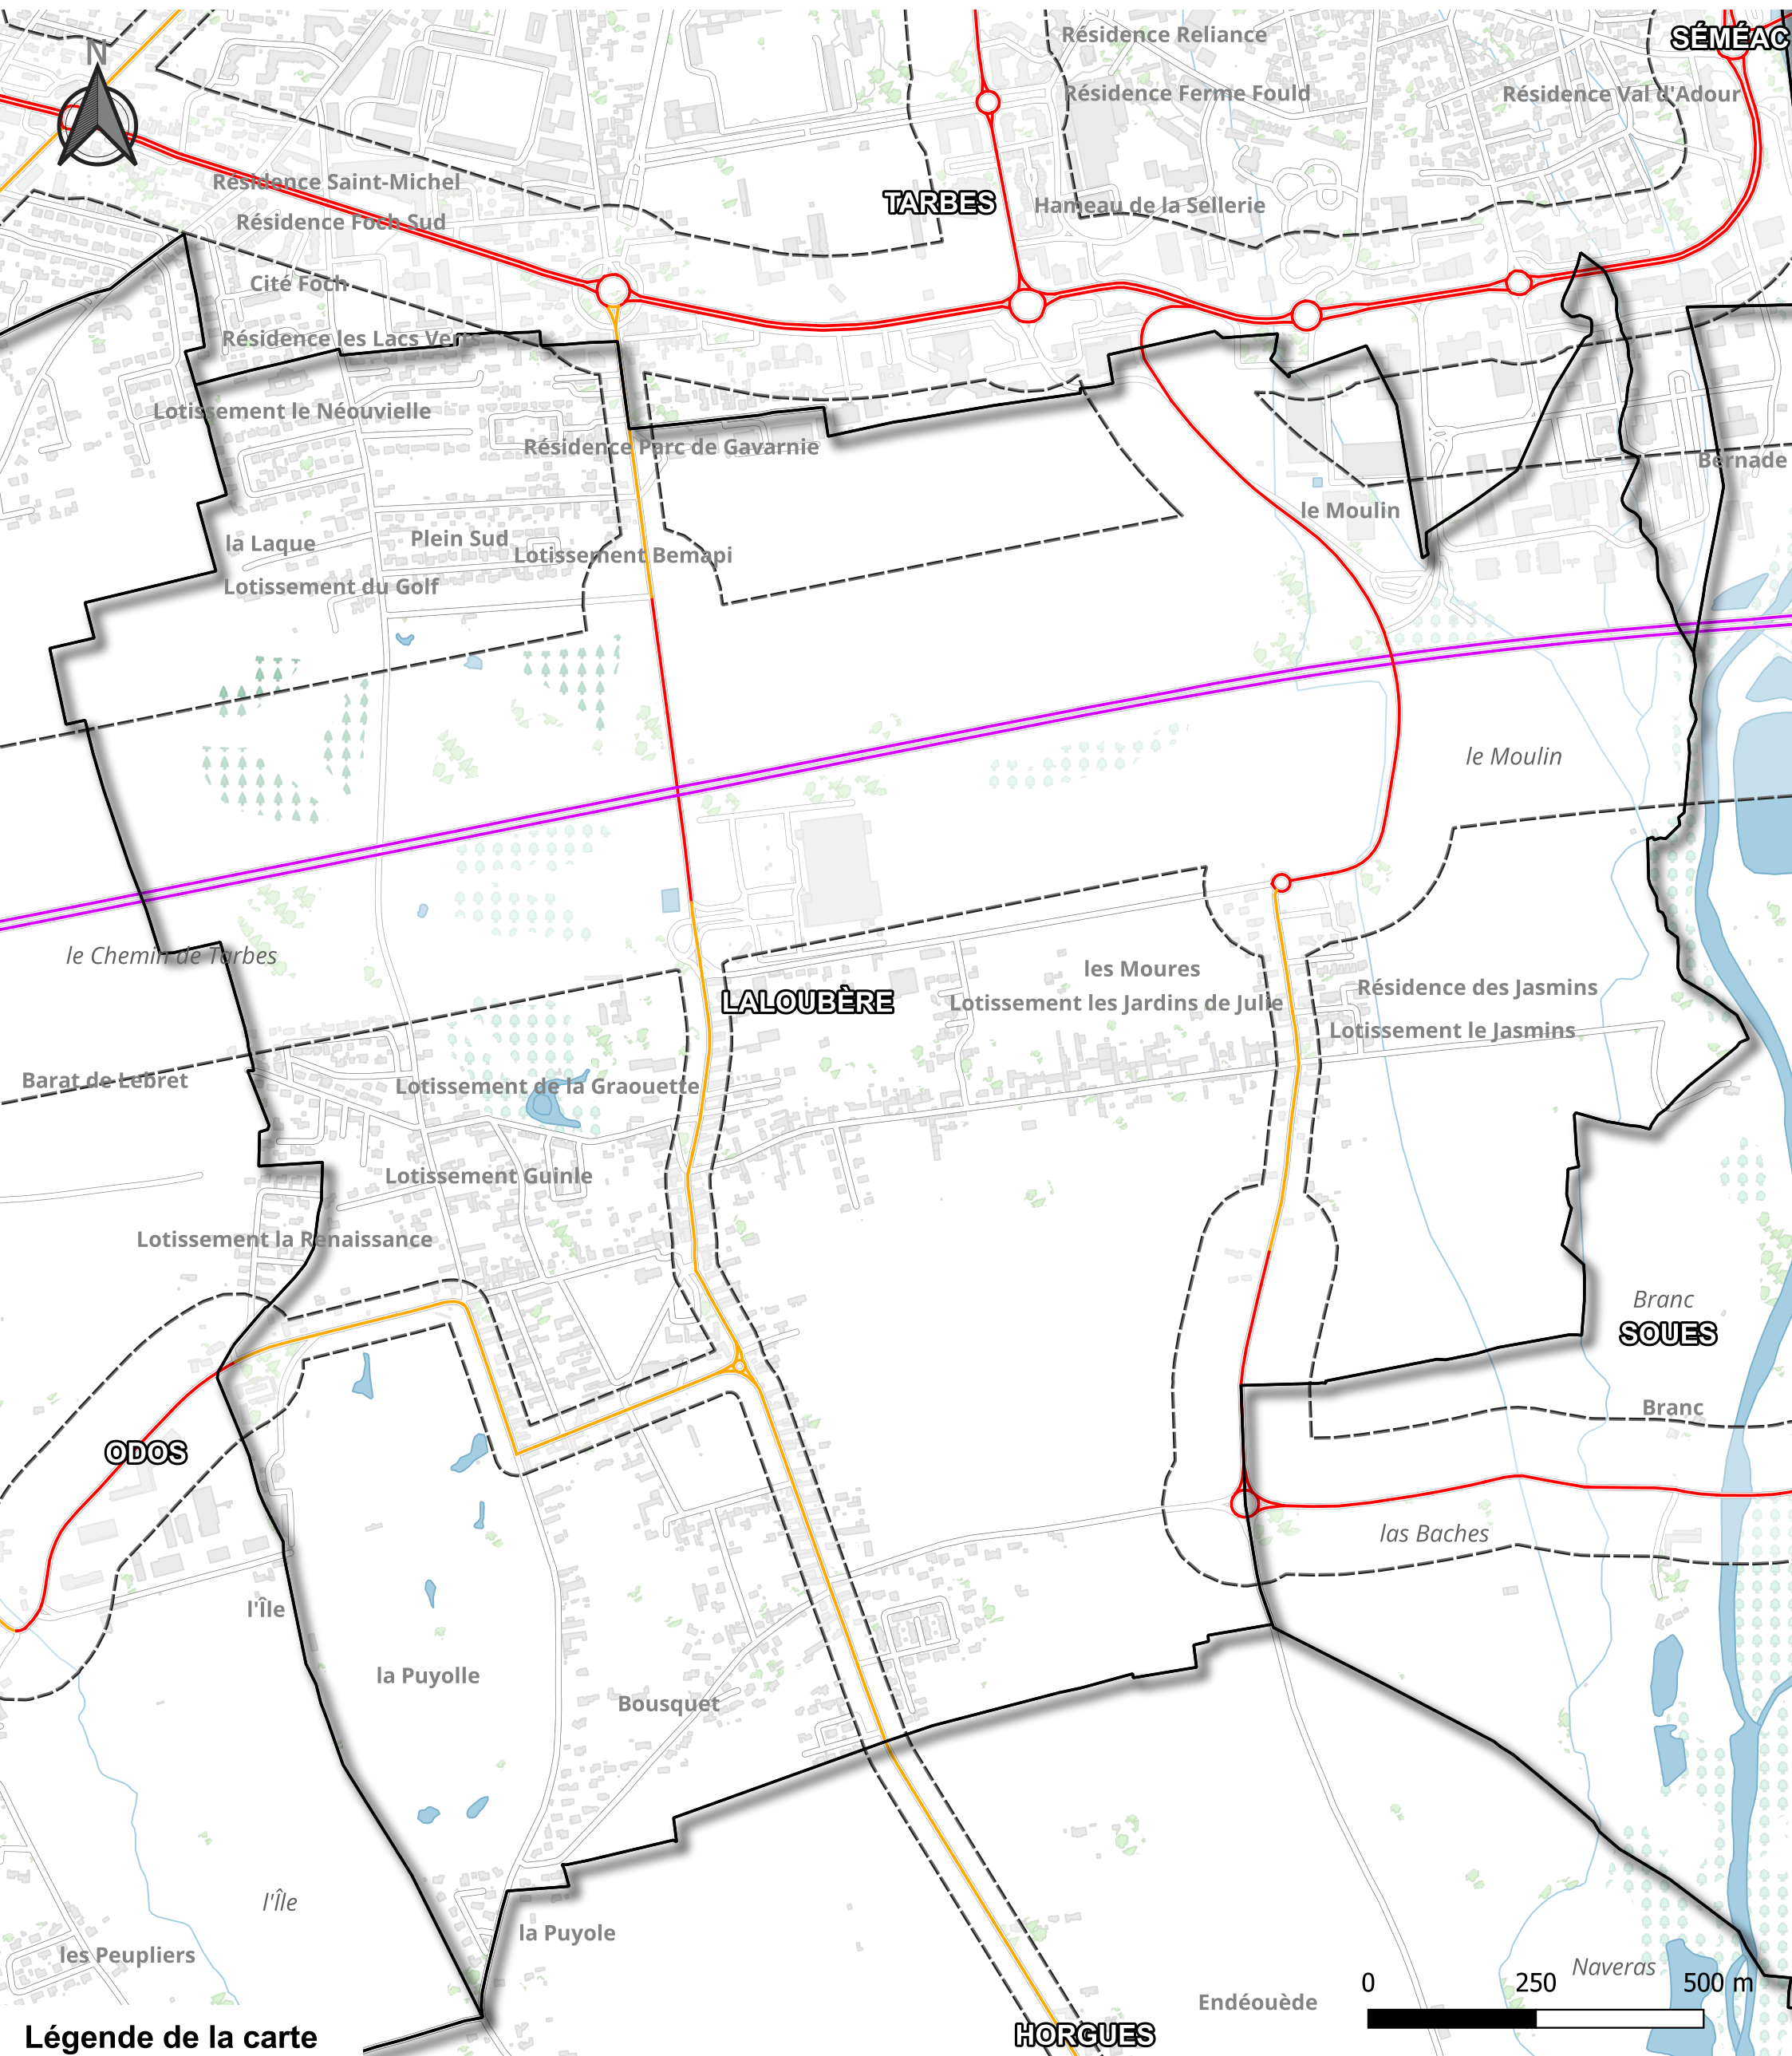 Résidence Reliance
SÉMÉAC
N
Résidence Ferme Fould
Résidence Val d'Adour
Résidence Saint-Michel
TARBES
Hameau de la Sellerie
Résidence Foch Sud
Cité Foch
Résidence les Lacs Verts
Lotissement le Néouvielle
Résidence Parc de Gavarnie
Bernade
le Moulin
la Laque
Plein Sud
Lotissement Bemapi
Lotissement du Golf
le Moulin
le Chemin de Tarbes
les Moures
Résidence des Jasmins
LALOUBÈRE
Lotissement les Jardins de Julie
Lotissement le Jasmins
Barat de Lebret
Lotissement de la Graouette
Lotissement Guinle
Lotissement la Renaissance
Branc
SOUES
Branc
ODOS
las Baches
l'Île
la Puyolle
Bousquet
l'Île
la Puyole
les Peupliers
Naveras
0 250 500 m
Endéouède
Légende de la carte
HORGUES